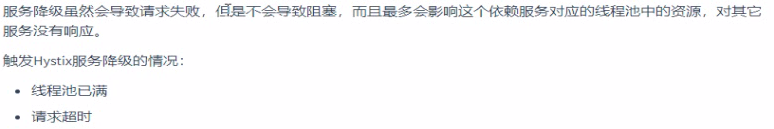 服务降级虽然会导致请求失败，但是不会导致阻塞，而且最多会影响这个依赖服务对应的线程池中的资源，对其它
服务没有响应。
触发Hystix服务降级的情况：
• 线程池已满
• 请求超时